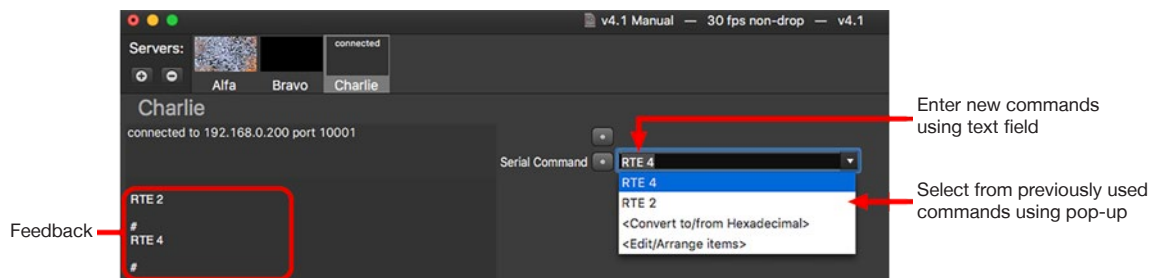 v4.1 Manual — 30 fps non-drop — v4.1
Servers:
connected
Alfa
Bravo
Charlie
Charlie
connected to 192.168.0.200 port 10001
Serial Command
RTE 4
RTE 4
RTE 2
<Convert to/from Hexadecimal>
<Edit/Arrange items>
RTE 2
#
RTE 4
#
Feedback
Enter new commands
using text field
Select from previously used
commands using pop-up